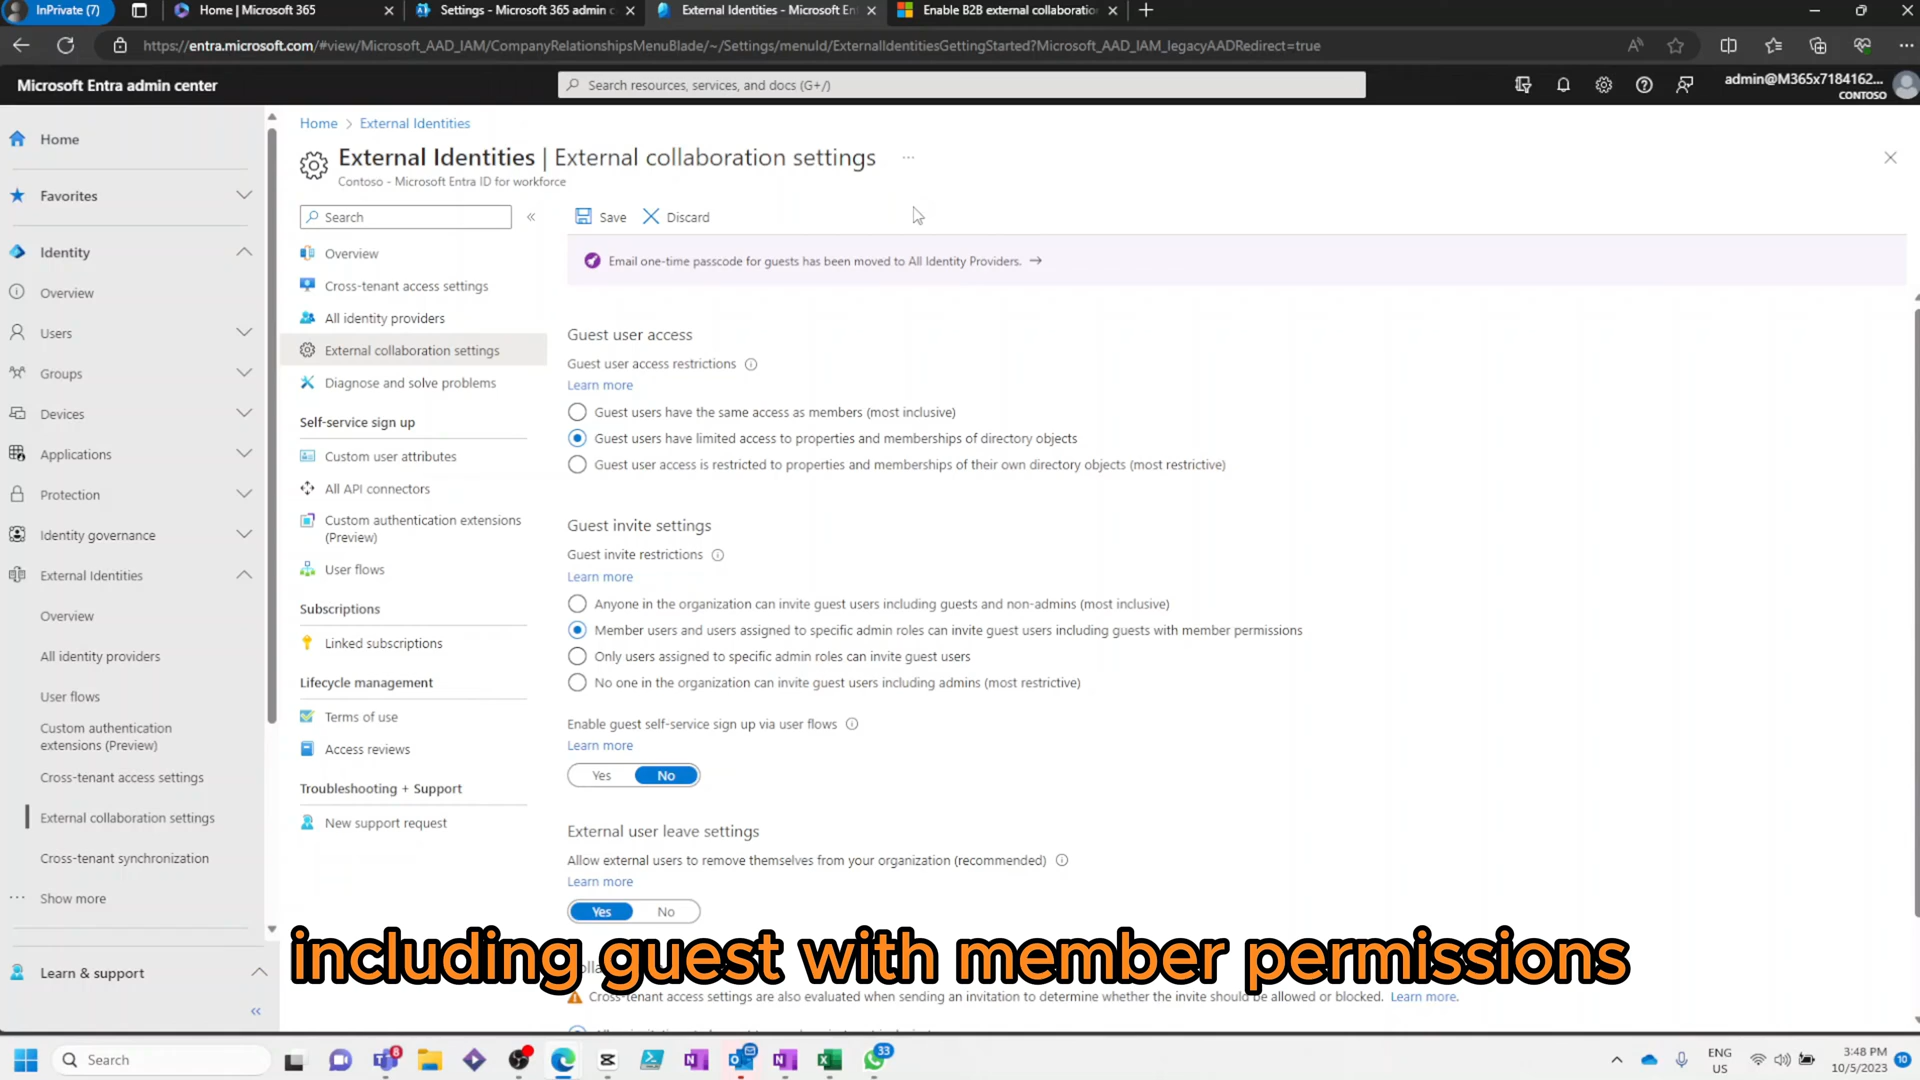 InPrivate (7)
Home | Microsoft 365
Settings - Microsoft 365 admin c
External Identities - Microsoft En
Enable B2B external collaboratio
https://entra.microsoft.com/#view/Microsoft_AAD_IAM/CompanyRelationshipsMenuBlade/~/Settings/menuId/ExternalIdentitiesGettingStarted?Microsoft_AAD_IAM_legacyAADRedirect=true
Microsoft Entra admin center
Search resources, services, and docs (G+/)
admin@M365x7184162...
CONTOSO
Home
Favorites
Identity
Overview
Users
Groups
Devices
Applications
Protection
Identity governance
External Identities
Overview
All identity providers
User flows
Custom authentication
extensions (Preview)
Cross-tenant access settings
External collaboration settings
Cross-tenant synchronization
Show more
Learn & support
Home > External Identities
External Identities | External collaboration settings
Contoso - Microsoft Entra ID for workforce
Search
Overview
Cross-tenant access settings
All identity providers
External collaboration settings
Diagnose and solve problems
Self-service sign up
Custom user attributes
All API connectors
Custom authentication extensions
(Preview)
User flows
Subscriptions
Linked subscriptions
Lifecycle management
Terms of use
Access reviews
Troubleshooting + Support
New support request
Save
Discard
Email one-time passcode for guests has been moved to All Identity Providers. →
Guest user access
Guest user access restrictions
Learn more
Guest users have the same access as members (most inclusive)
Guest users have limited access to properties and memberships of directory objects
Guest user access is restricted to properties and memberships of their own directory objects (most restrictive)
Guest invite settings
Guest invite restrictions
Learn more
Anyone in the organization can invite guest users including guests and non-admins (most inclusive)
Member users and users assigned to specific admin roles can invite guest users including guests with member permissions
Only users assigned to specific admin roles can invite guest users
No one in the organization can invite guest users including admins (most restrictive)
Enable guest self-service sign up via user flows
Learn more
Yes No
External user leave settings
Allow external users to remove themselves from your organization (recommended)
Learn more
Yes No
including guest with member permissions
Cross-tenant access settings are also evaluated when sending an invitation to determine whether the invite should be allowed or blocked. Learn more.
Search
8
33
ENG
US
3:48 PM
10/5/2023
10